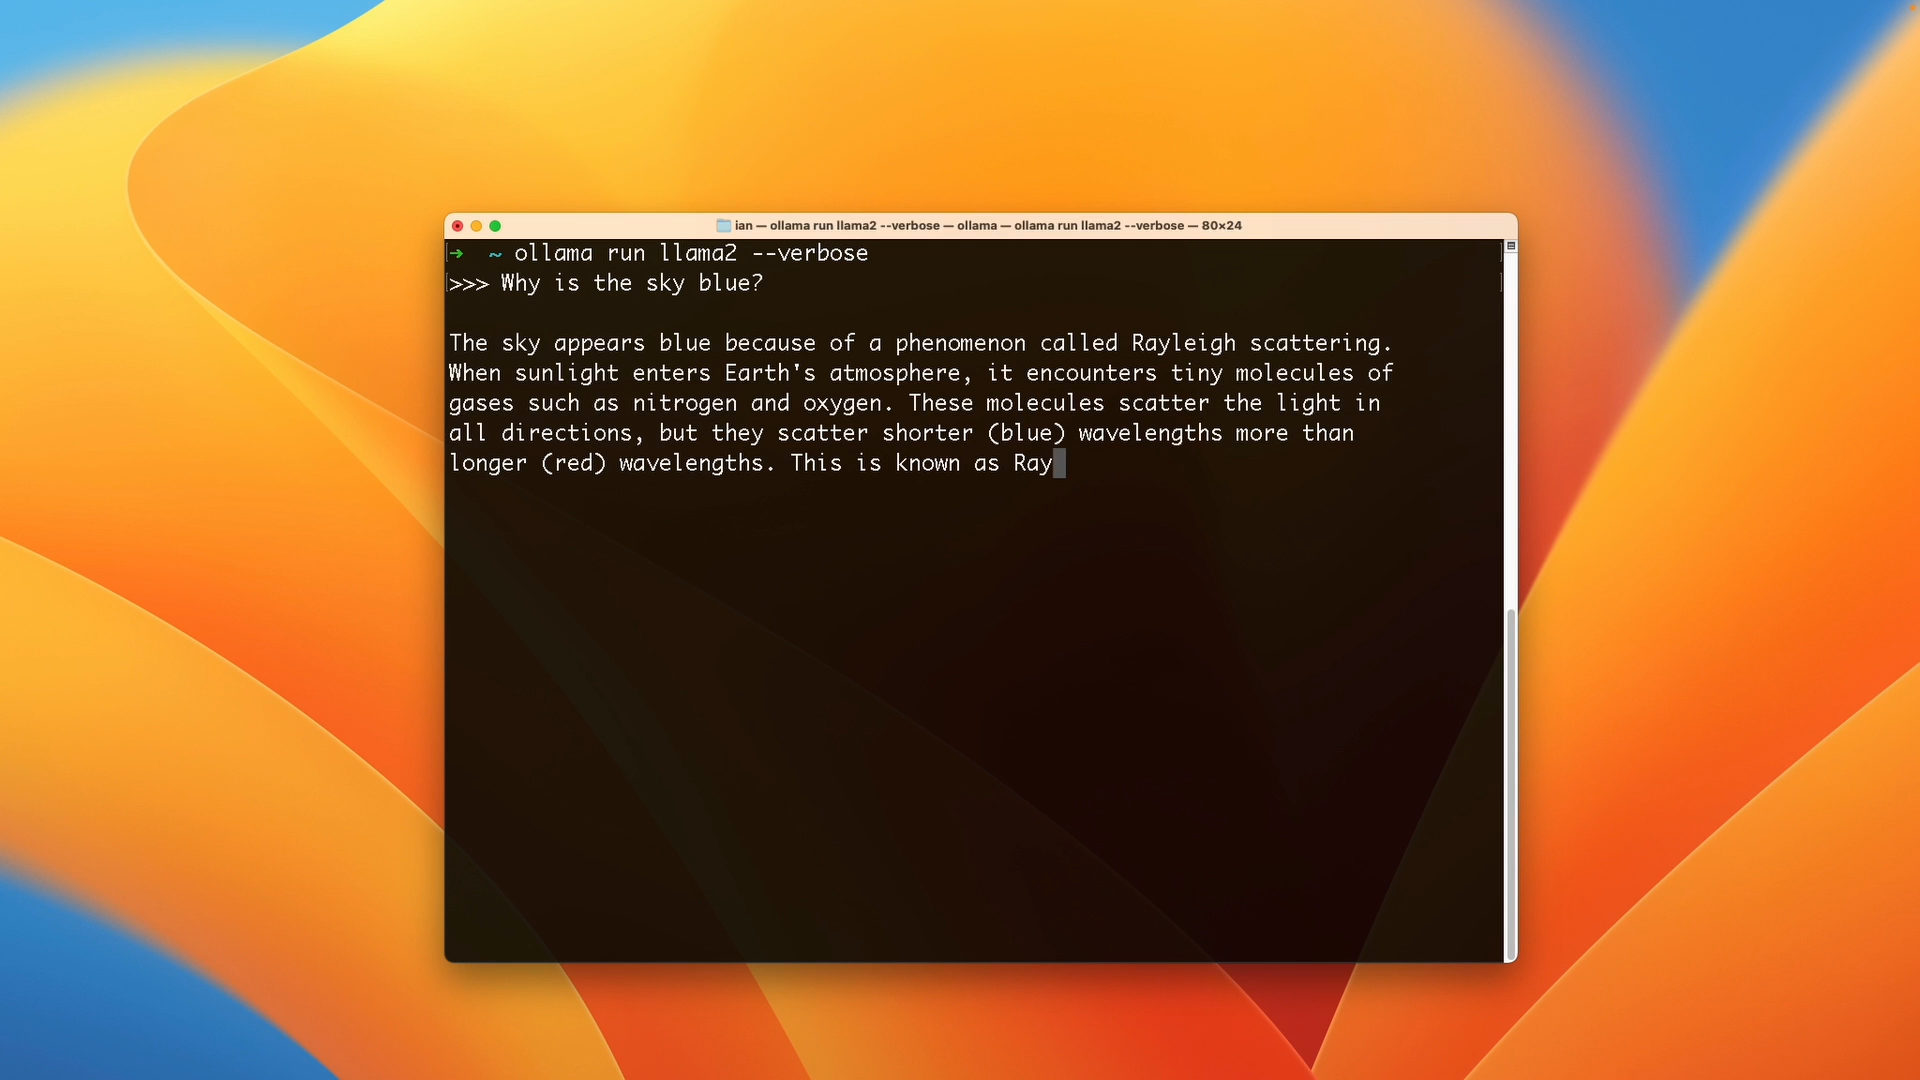 ian — ollama run llama2 --verbose — ollama — ollama run llama2 --verbose — 80×24
➜ ~ ollama run llama2 --verbose
>>> Why is the sky blue?
The sky appears blue because of a phenomenon called Rayleigh scattering.
When sunlight enters Earth's atmosphere, it encounters tiny molecules of
gases such as nitrogen and oxygen. These molecules scatter the light in
all directions, but they scatter shorter (blue) wavelengths more than
longer (red) wavelengths. This is known as Ray